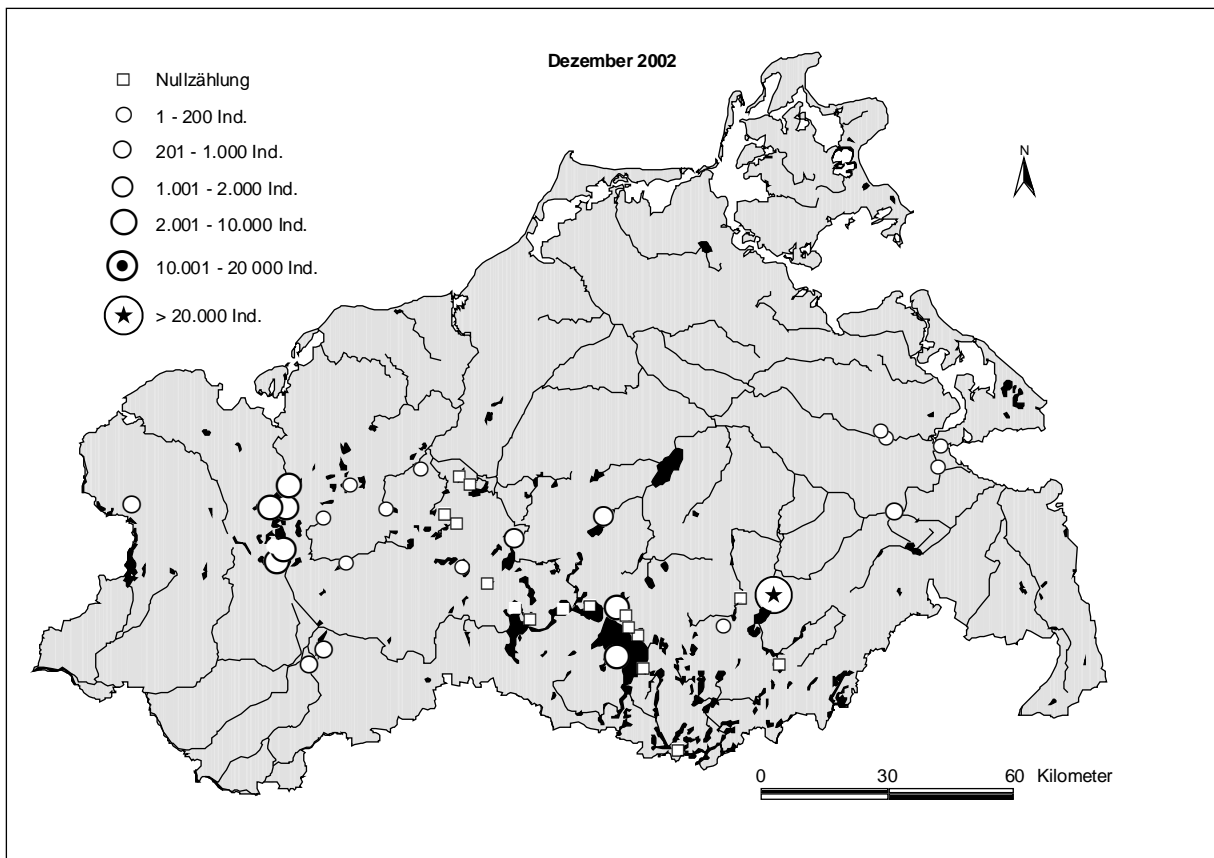 Dezember 2002
Nullzählung
1 - 200 Ind.
201 - 1.000 Ind.
1.001 - 2.000 Ind.
2.001 - 10.000 Ind.
10.001 - 20 000 Ind.
> 20.000 Ind.
N
0 30 60 Kilometer